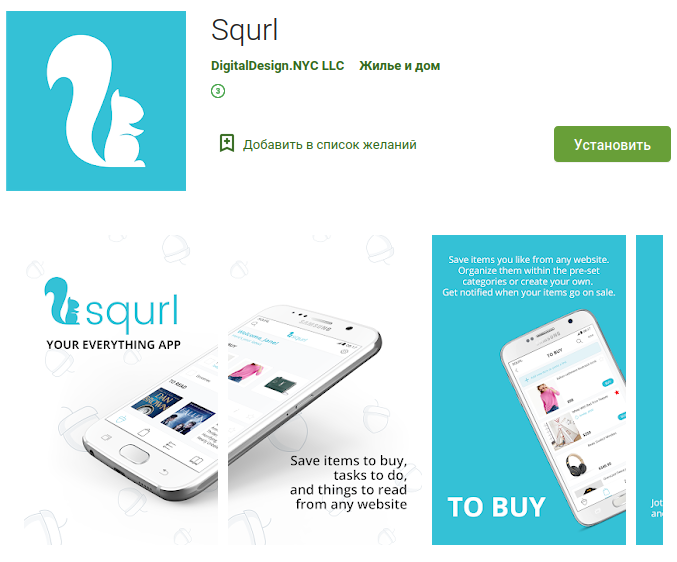 Squrl
DigitalDesign.NYC LLC Жилье и дом
3
Добавить в список желаний
Установить
squrl
YOUR EVERYTHING APP
SAMSUNG
Welcome, Jane!
TO READ
DAN
BROWN
Save items to buy,
tasks to do,
and things to read
from any website
Save items you like from any website.
Organize them within the pre-set
categories or create your own.
Get notified when your items go on sale.
SAMSUNG
TO BUY
TO BUY
Jot
an